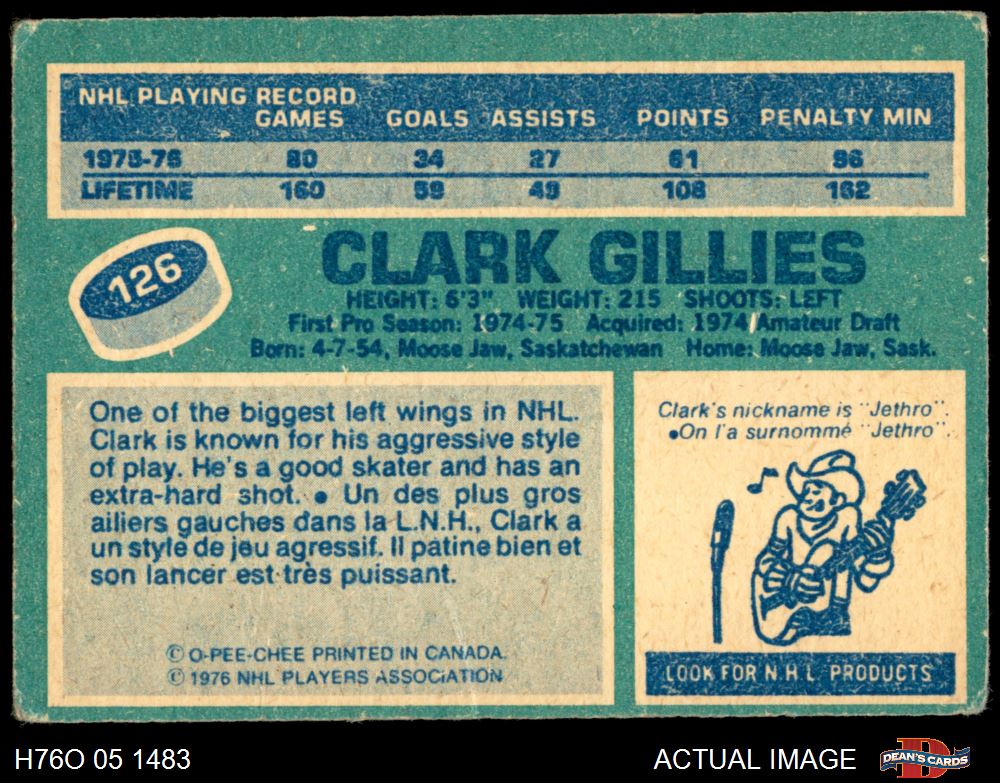 NHL PLAYING RECORD
GAMES GOALS ASSISTS POINTS PENALTY MIN
1975-76 80 34 27 61 96
LIFETIME 160 59 49 108 162
126
CLARK GILLIES
HEIGHT: 6'3" WEIGHT: 215 SHOOTS: LEFT
First Pro Season: 1974-75 Acquired: 1974 Amateur Draft
Born: 4-7-54, Moose Jaw, Saskatchewan Home: Moose Jaw, Sask.
One of the biggest left wings in NHL.
Clark is known for his aggressive style
of play. He's a good skater and has an
extra-hard shot. ● Un des plus gros
ailiers gauches dans la L.N.H., Clark a
un style de jeu agressif. Il patine bien et
son lancer est très puissant.
© O-PEE-CHEE PRINTED IN CANADA.
© 1976 NHL PLAYERS ASSOCIATION
Clark's nickname is "Jethro".
●On l'a surnommé "Jethro".
LOOK FOR N.H.L PRODUCTS
H76O 05 1483
ACTUAL IMAGE
D
DEAN'S CARDS